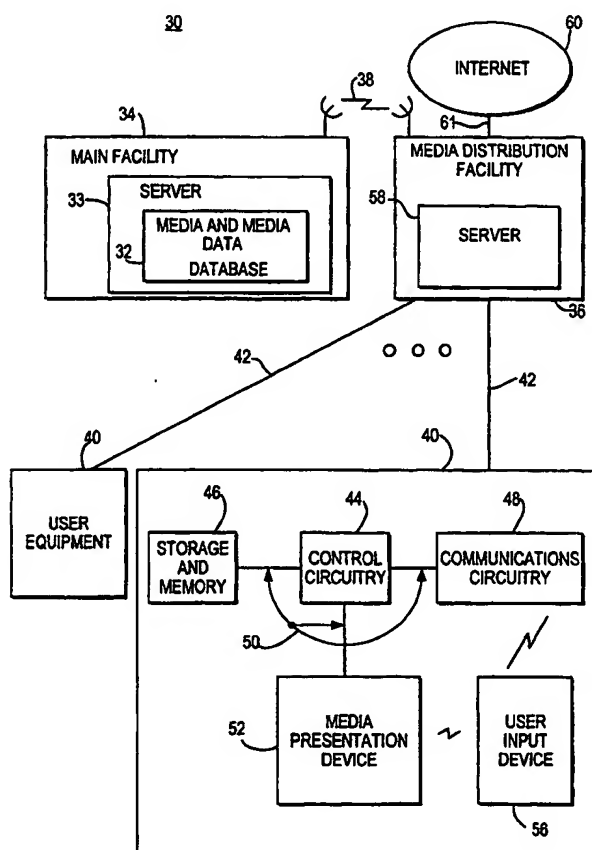 30
60
INTERNET
38
61
34
MAIN FACILITY
33
SERVER
32
MEDIA AND MEDIA
DATA
DATABASE
MEDIA DISTRIBUTION
FACILITY
58
SERVER
36
42
42
40
USER
EQUIPMENT
40
46
STORAGE
AND
MEMORY
44
CONTROL
CIRCUITRY
48
COMMUNICATIONS
CIRCUITRY
50
52
MEDIA
PRESENTATION
DEVICE
USER
INPUT
DEVICE
56